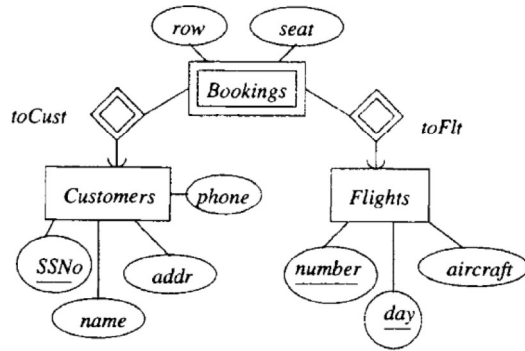 row seat
Bookings
toCust toFlt
Customers phone Flights
SSNo addr number aircraft
name day